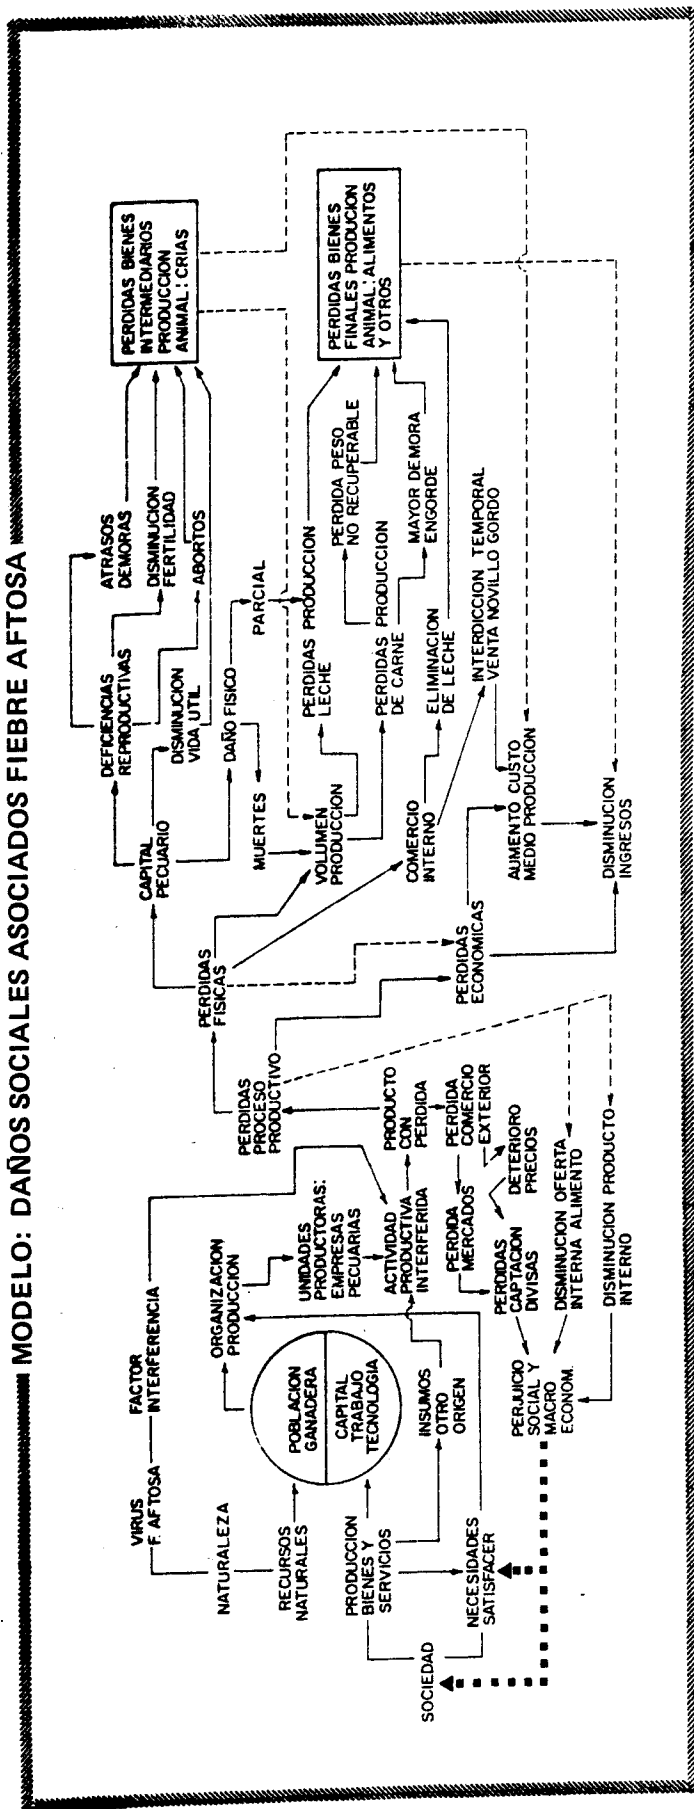 MODELO: DAÑOS SOCIALES ASOCIADOS FIEBRE AFTOSA
VIRUS
F. AFTOSA
FACTOR
INTERFERENCIA
NATURALEZA
RECURSOS
NATURALES
ORGANIZACION
PRODUCCION
POBLACION
GANADERA
CAPITAL
TRABAJO
TECNOLOGIA
UNIDADES
PRODUCTORAS:
EMPRESAS
PECUARIAS
PRODUCCION
BIENES Y
SERVICIOS
INSUMOS
OTRO
ORIGEN
ACTIVIDAD
PRODUCTIVA
INTERFERIDA
SOCIEDAD
NECESIDADES
SATISFACER
PERDIDAS
PROCESO
PRODUCTIVO
PRODUCTO
CON
PERDIDA
PERDIDA
COMERCIO
EXTERIOR
PERDIDA
MERCADOS
DETERIORO
PRECIOS
PERDIDAS
CAPTACION
DIVISAS
DISMINUCION OFERTA
INTERNA ALIMENTO
DISMINUCION PRODUCTO
INTERNO
PERJUICIO
SOCIAL Y
MACRO
ECONOM.
PERDIDAS
FISICAS
PERDIDAS
ECONOMICAS
CAPITAL
PECUARIO
DEFICIENCIAS
REPRODUCTIVAS
ATRASOS
DEMORAS
DISMINUCION
FERTILIDAD
ABORTOS
DISMINUCION
VIDA UTIL
DAÑO FISICO
PARCIAL
MUERTES
VOLUMEN
PRODUCCION
PERDIDAS PRODUCCION
LECHE
PERDIDAS PRODUCCION
DE CARNE
PERDIDA PESO
NO RECUPERABLE
MAYOR DEMORA
ENGORDE
COMERCIO
INTERNO
ELIMINACION
DE LECHE
INTERDICCION TEMPORAL
VENTA NOVILLO GORDO
AUMENTO CUSTO
MEDIO PRODUCCION
DISMINUCION
INGRESOS
PERDIDAS BIENES
INTERMEDIARIOS
PRODUCCION
ANIMAL: CRIAS
PERDIDAS BIENES
FINALES PRODUCION
ANIMAL: ALIMENTOS
Y OTROS